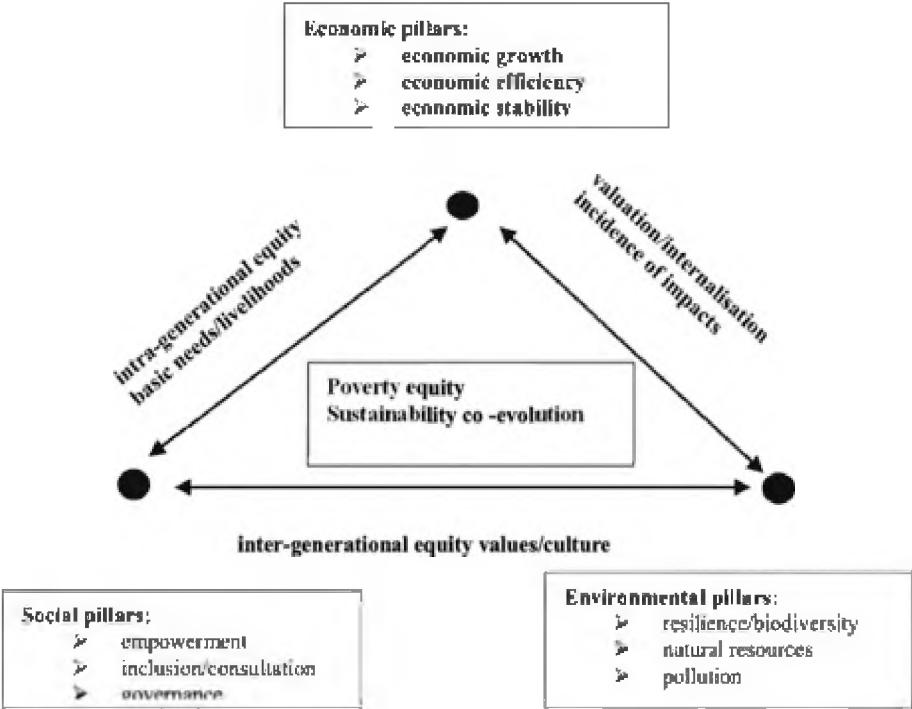 Economic pillars:
➢ economic growth
➢ economic efficiency
➢ economic stability
intra-generational equity
basic needs/livelihoods
valuation/internalisation
incidence of impacts
Poverty equity
Sustainability co -evolution
inter-generational equity values/culture
Social pillars:
➢ empowerment
➢ inclusion/consultation
➢ governance
Environmental pillars:
➢ resilience/biodiversity
➢ natural resources
➢ pollution